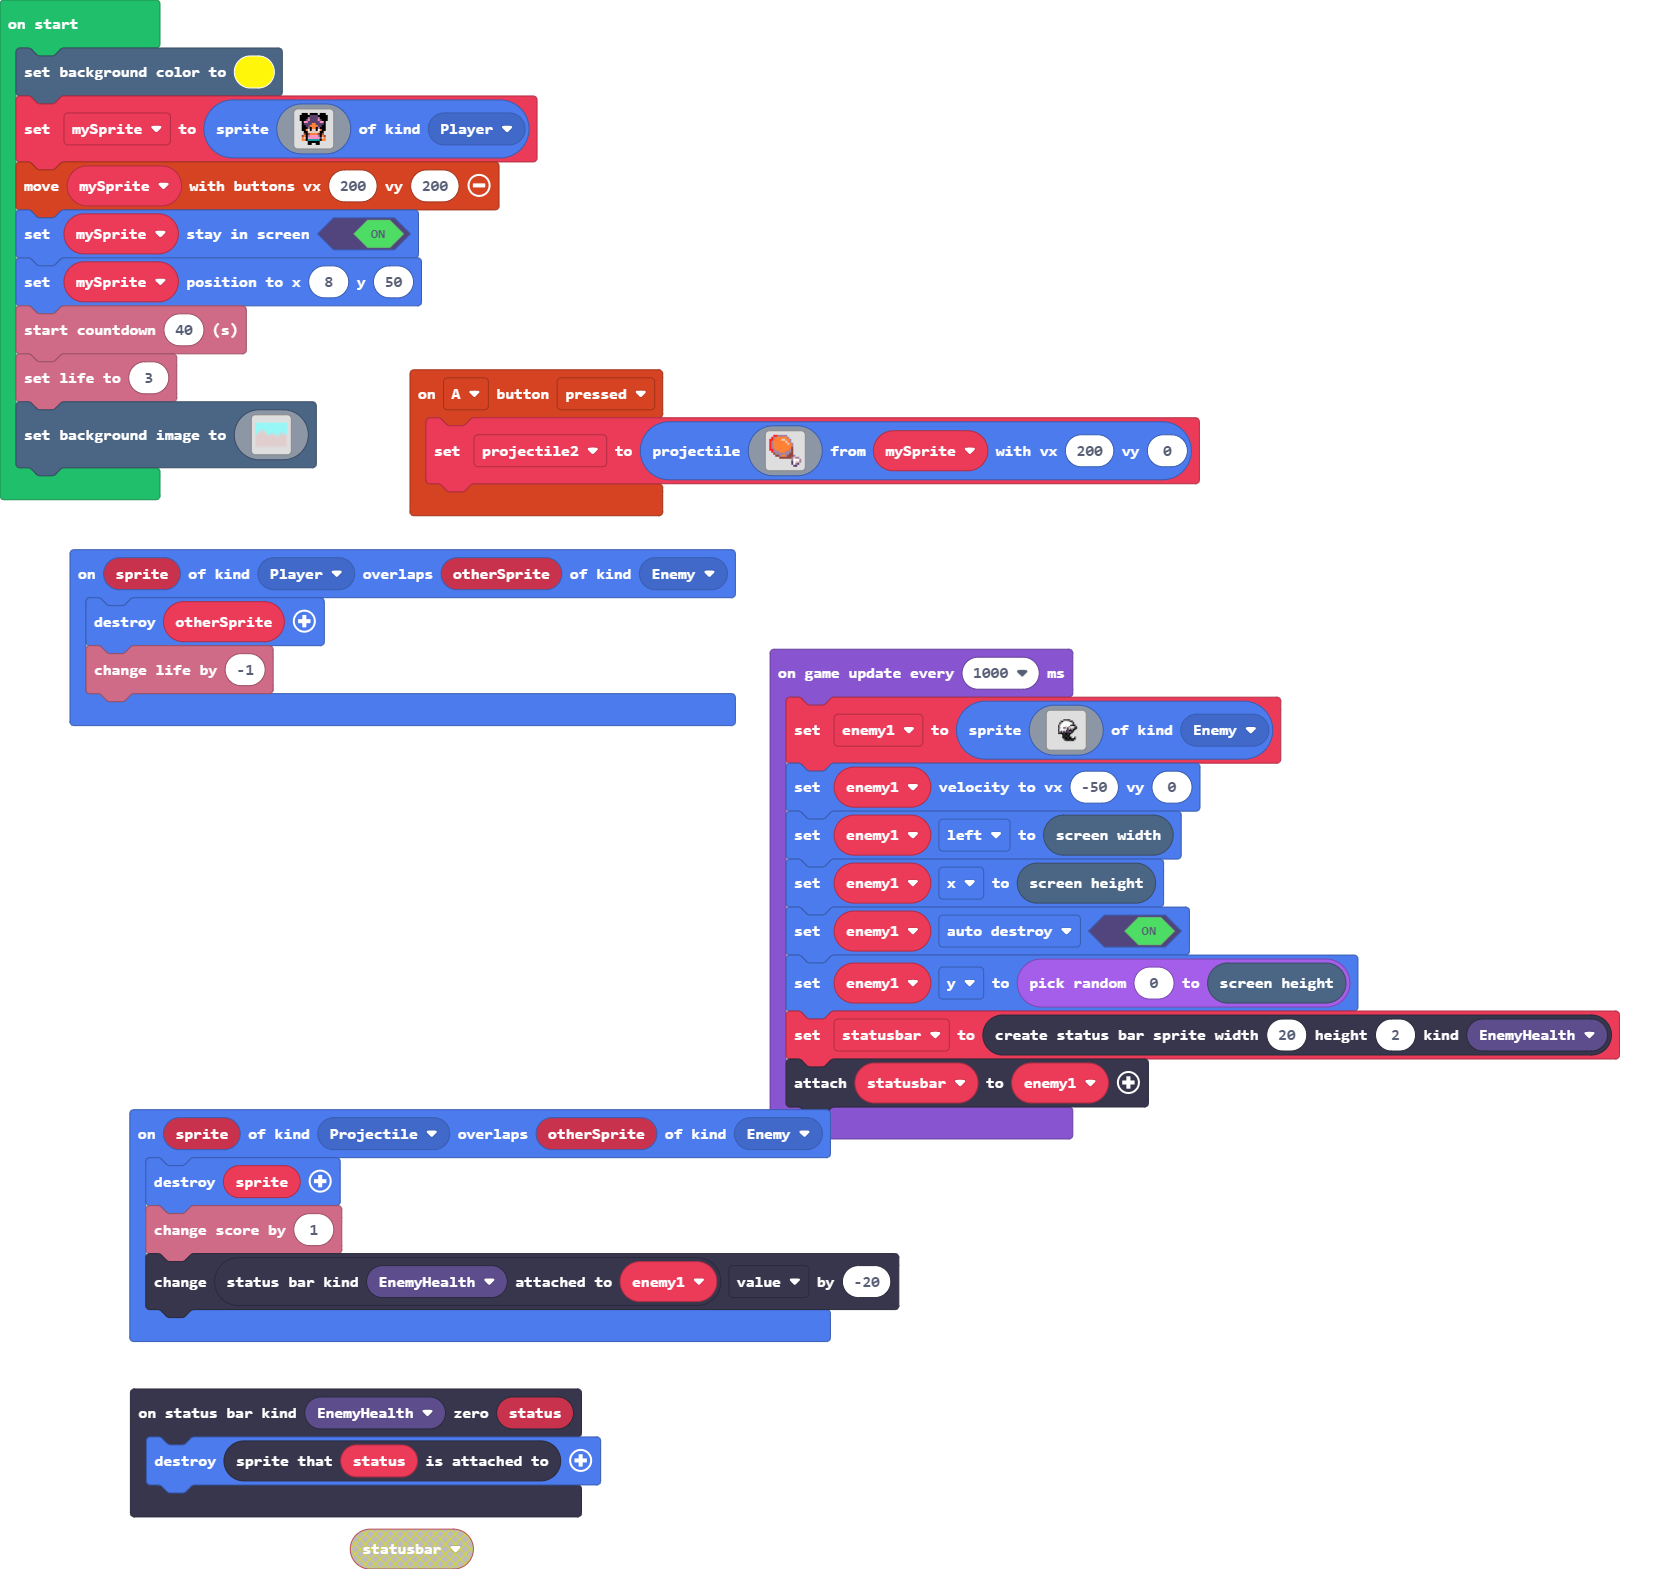 on start
set background color to
set mySprite to sprite of kind Player
move mySprite with buttons vx 200 vy 200
set mySprite stay in screen ON
set mySprite position to x 8 y 50
start countdown 40 (s)
set life to 3
set background image to
on A button pressed
set projectile2 to projectile from mySprite with vx 200 vy 0
on sprite of kind Player overlaps otherSprite of kind Enemy
destroy otherSprite
change life by -1
on game update every 1000 ms
set enemy1 to sprite of kind Enemy
set enemy1 velocity to vx -50 vy 0
set enemy1 left to screen width
set enemy1 x to screen height
set enemy1 auto destroy ON
set enemy1 y to pick random 0 to screen height
set statusbar to create status bar sprite width 20 height 2 kind EnemyHealth
attach statusbar to enemy1
on sprite of kind Projectile overlaps otherSprite of kind Enemy
destroy sprite
change score by 1
change status bar kind EnemyHealth attached to enemy1 value by -20
on status bar kind EnemyHealth zero status
destroy sprite that status is attached to
statusbar